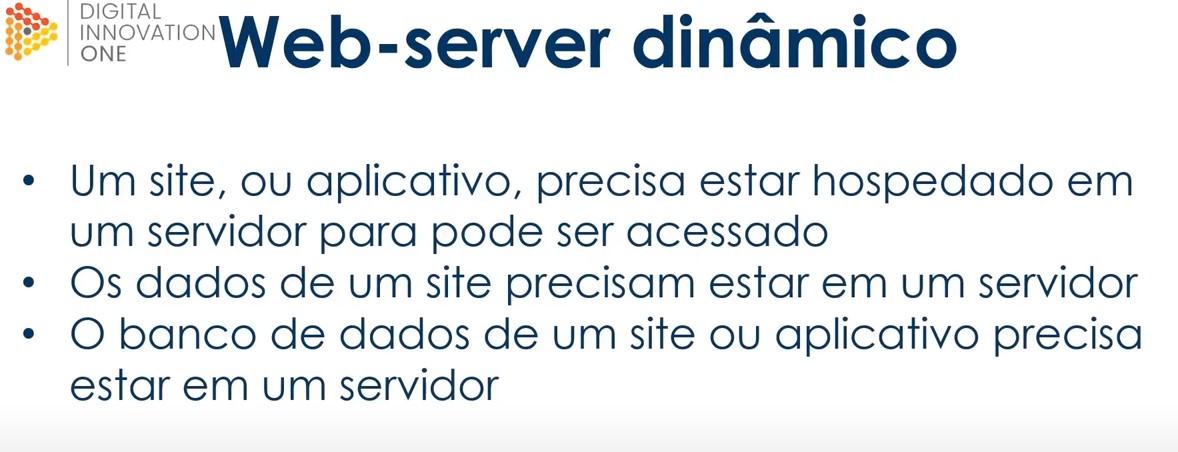 DIGITAL
INNOVATION
ONE
Web-server dinâmico
• Um site, ou aplicativo, precisa estar hospedado em
um servidor para pode ser acessado
• Os dados de um site precisam estar em um servidor
• O banco de dados de um site ou aplicativo precisa
estar em um servidor